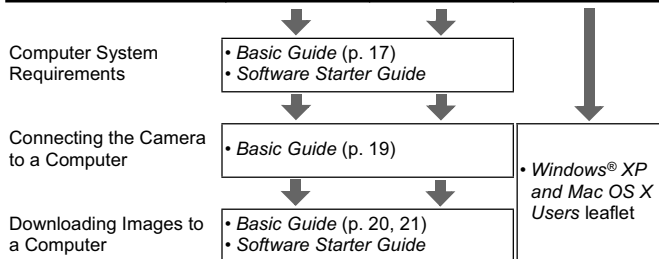 Computer System
Requirements
• Basic Guide (p. 17)
• Software Starter Guide
Connecting the Camera
to a Computer
• Basic Guide (p. 19)
• Windows® XP
and Mac OS X
Users leaflet
Downloading Images to
a Computer
• Basic Guide (p. 20, 21)
• Software Starter Guide